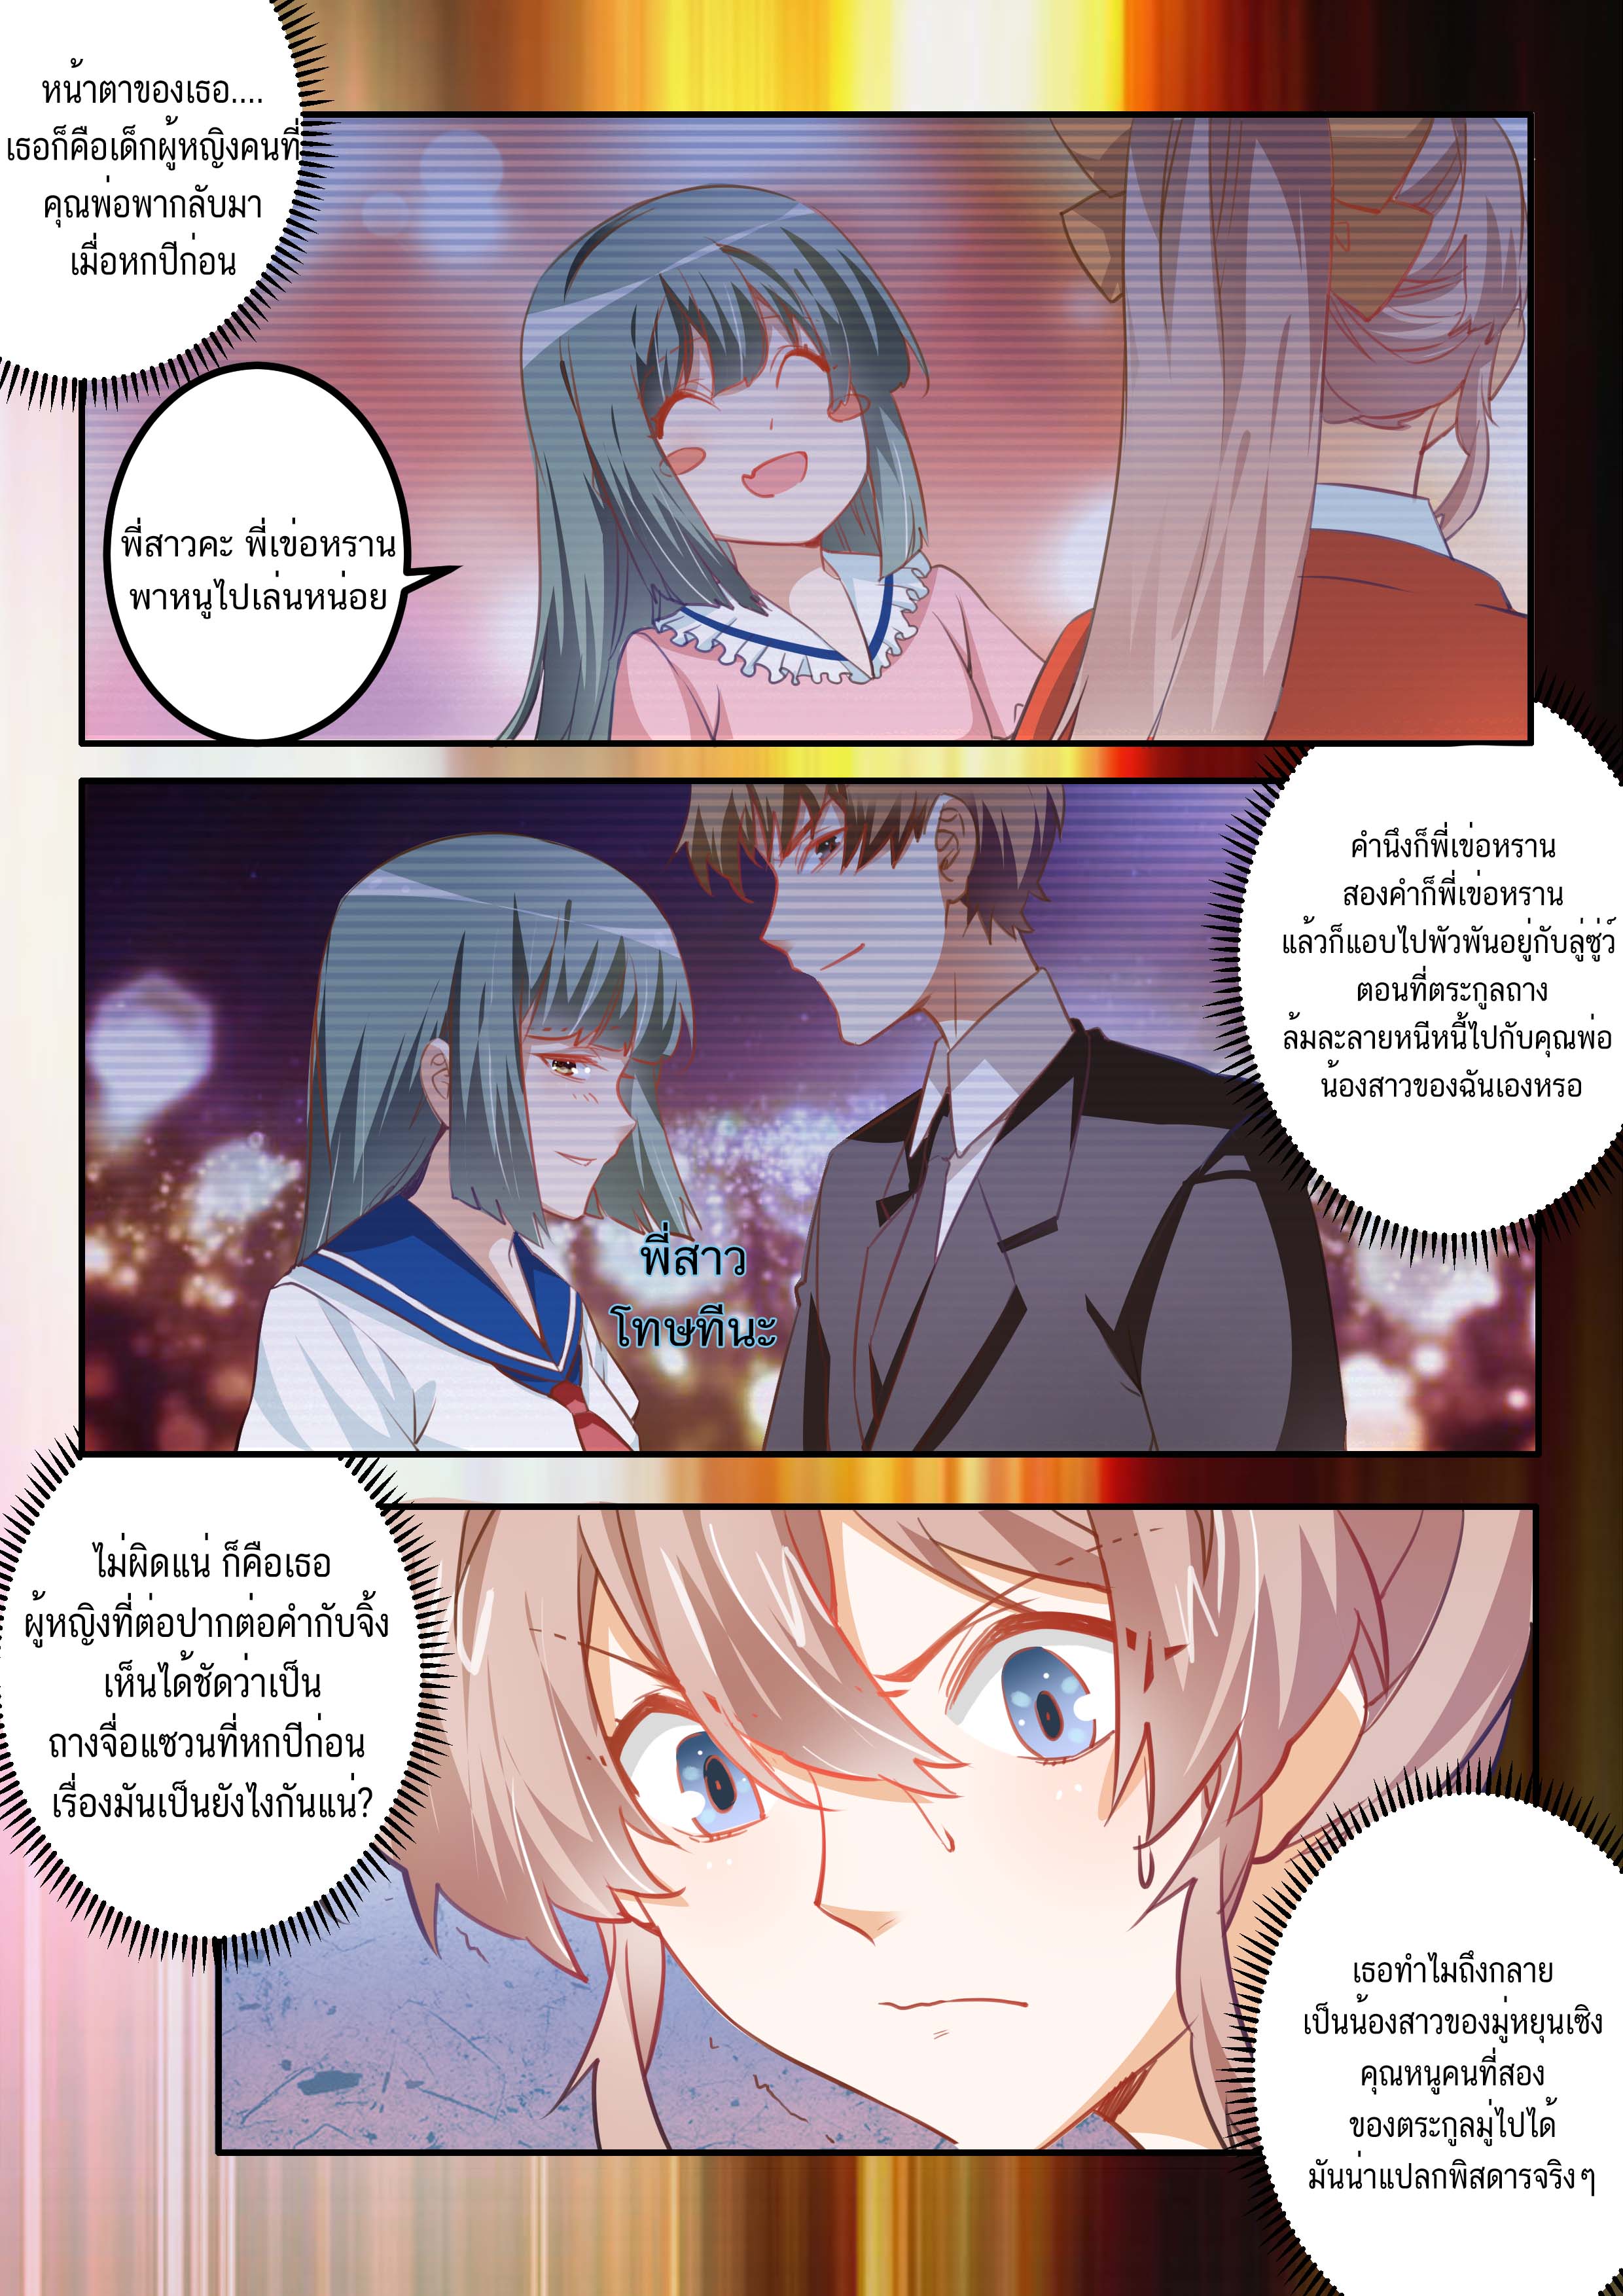 หน้าตาของเธอ....
เธอก็คือเด็กผู้หญิงคนที่
คุณพ่อพากลับมา
เมื่อหกปีก่อน
พี่สาวคะ พี่เข่อหราน
พาหนูไปเล่นหน่อย
คำนึงก็พี่เข่อหราน
สองคำก็พี่เข่อหราน
แล้วก็แอบไปพัวพันอยู่กับลู่ซู่ว์
ตอนที่ตระกูลถาง
ล้มละลายหนีหนี้ไปกับคุณพ่อ
น้องสาวของฉันเองหรอ
พี่สาว
โทษทีนะ
ไม่ผิดแน่ ก็คือเธอ
ผู้หญิงที่ต่อปากต่อคำกับจิ้ง
เห็นได้ชัดว่าเป็น
ถางจื่อแซวนที่หกปีก่อน
เรื่องมันเป็นยังไงกันแน่?
เธอทำไมถึงกลาย
เป็นน้องสาวของมู่หยุนเซิง
คุณหนูคนที่สอง
ของตระกูลมู่ไปได้
มันน่าแปลกพิสดารจริงๆ